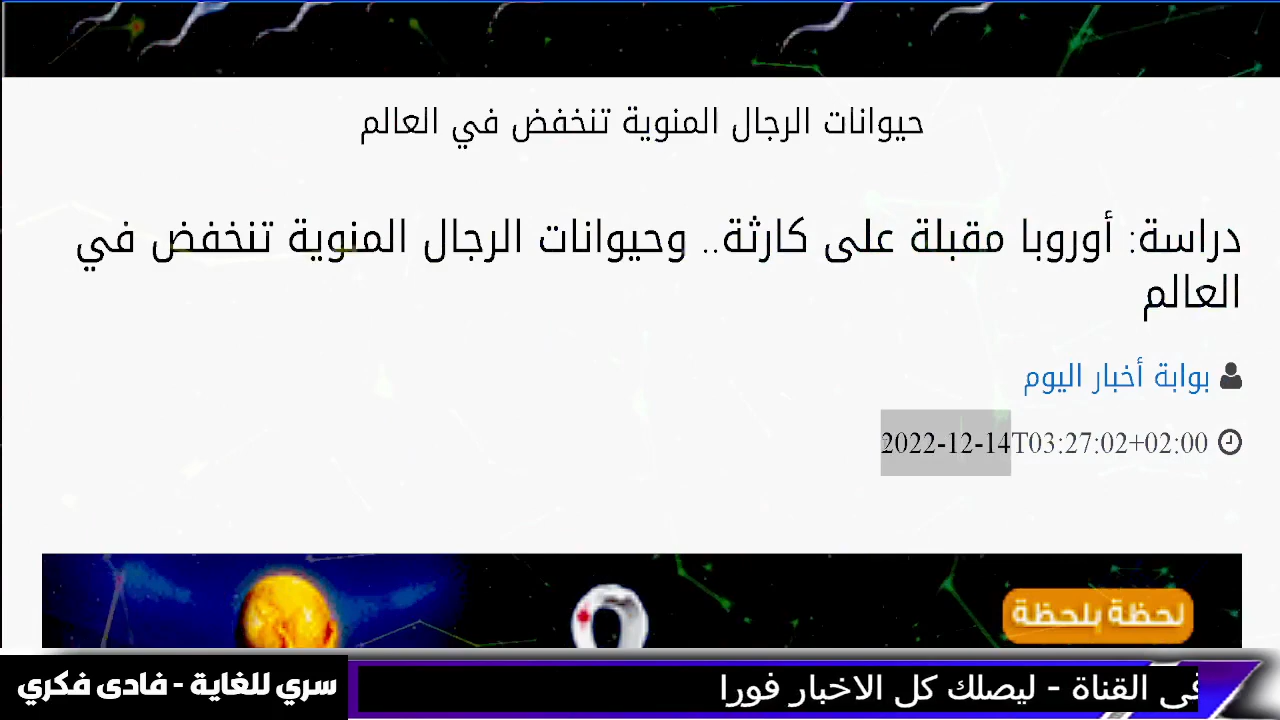 حيوانات الرجال المنوية تنخفض في العالم
دراسة: أوروبا مقبلة على كارثة.. وحيوانات الرجال المنوية تنخفض في
العالم
بوابة أخبار اليوم
2022-12-14T03:27:02+02:00
لحظة بلحظة
فى القناة - ليصلك كل الاخبار فورا
سري للغاية - فادى فكري